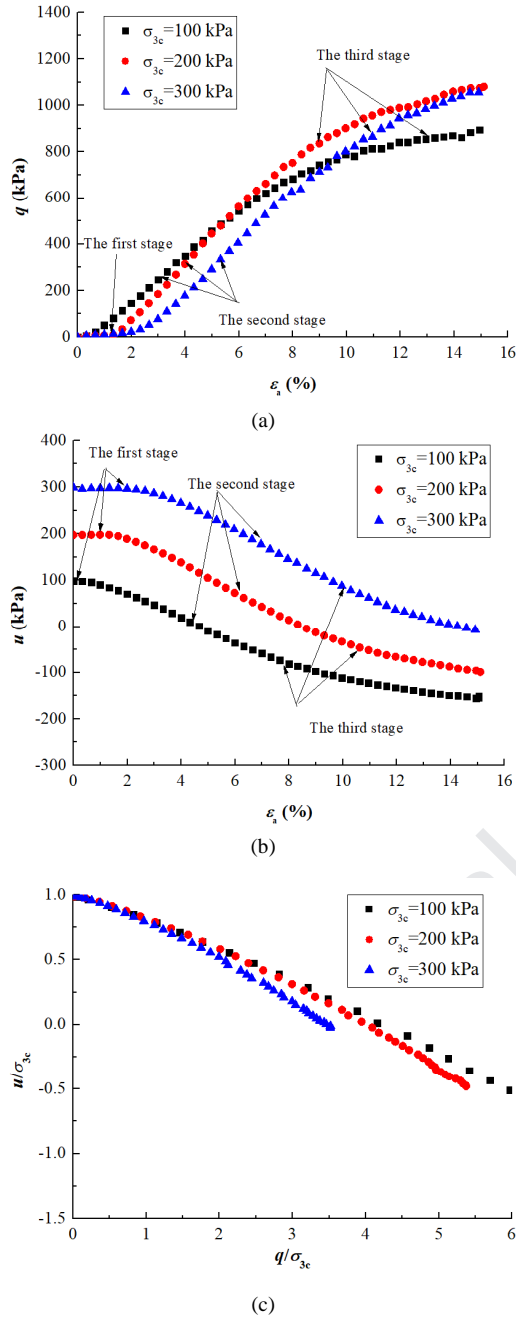 σ3c=100 kPa
σ3c=200 kPa
σ3c=300 kPa
The third stage
The first stage
The second stage
q (kPa)
1200
1000
800
600
400
200
0
0 2 4 6 8 10 12 14 16
εa (%)
(a)
The first stage
The second stage
The third stage
σ3c=100 kPa
σ3c=200 kPa
σ3c=300 kPa
u (kPa)
400
300
200
100
0
-100
-200
-300
0 2 4 6 8 10 12 14 16
εa (%)
(b)
σ3c=100 kPa
σ3c=200 kPa
σ3c=300 kPa
u/σ3c
1.0
0.5
0.0
-0.5
-1.0
-1.5
0 1 2 3 4 5 6
q/σ3c
(c)